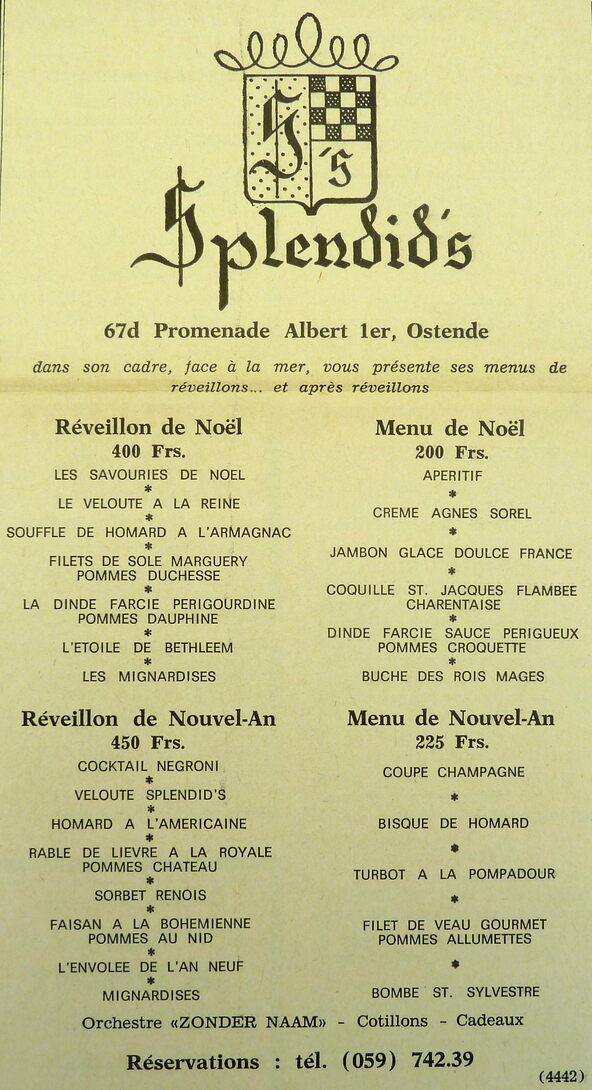 S
'S
Splendid's
67d Promenade Albert 1er, Ostende
dans son cadre, face à la mer, vous présente ses menus de
réveillons... et après réveillons
Réveillon de Noël
400 Frs.
LES SAVOURIES DE NOEL
*
LE VELOUTE A LA REINE
*
SOUFFLE DE HOMARD A L'ARMAGNAC
*
FILETS DE SOLE MARGUERY
POMMES DUCHESSE
*
LA DINDE FARCIE PERIGOURDINE
POMMES DAUPHINE
*
L'ETOILE DE BETHLEEM
*
LES MIGNARDISES
Menu de Noël
200 Frs.
APERITIF
*
CREME AGNES SOREL
*
JAMBON GLACE DOULCE FRANCE
*
COQUILLE ST. JACQUES FLAMBEE
CHARENTAISE
*
DINDE FARCIE SAUCE PERIGUEUX
POMMES CROQUETTE
*
BUCHE DES ROIS MAGES
Réveillon de Nouvel-An
450 Frs.
COCKTAIL NEGRONI
*
VELOUTE SPLENDID'S
*
HOMARD A L'AMERICAINE
*
RABLE DE LIEVRE A LA ROYALE
POMMES CHATEAU
*
SORBET RENOIS
*
FAISAN A LA BOHEMIENNE
POMMES AU NID
*
L'ENVOLEE DE L'AN NEUF
*
MIGNARDISES
Menu de Nouvel-An
225 Frs.
COUPE CHAMPAGNE
*
BISQUE DE HOMARD
*
TURBOT A LA POMPADOUR
*
FILET DE VEAU GOURMET
POMMES ALLUMETTES
*
BOMBE ST. SYLVESTRE
Orchestre «ZONDER NAAM» - Cotillons - Cadeaux
Réservations : tél. (059) 742.39
(4442)